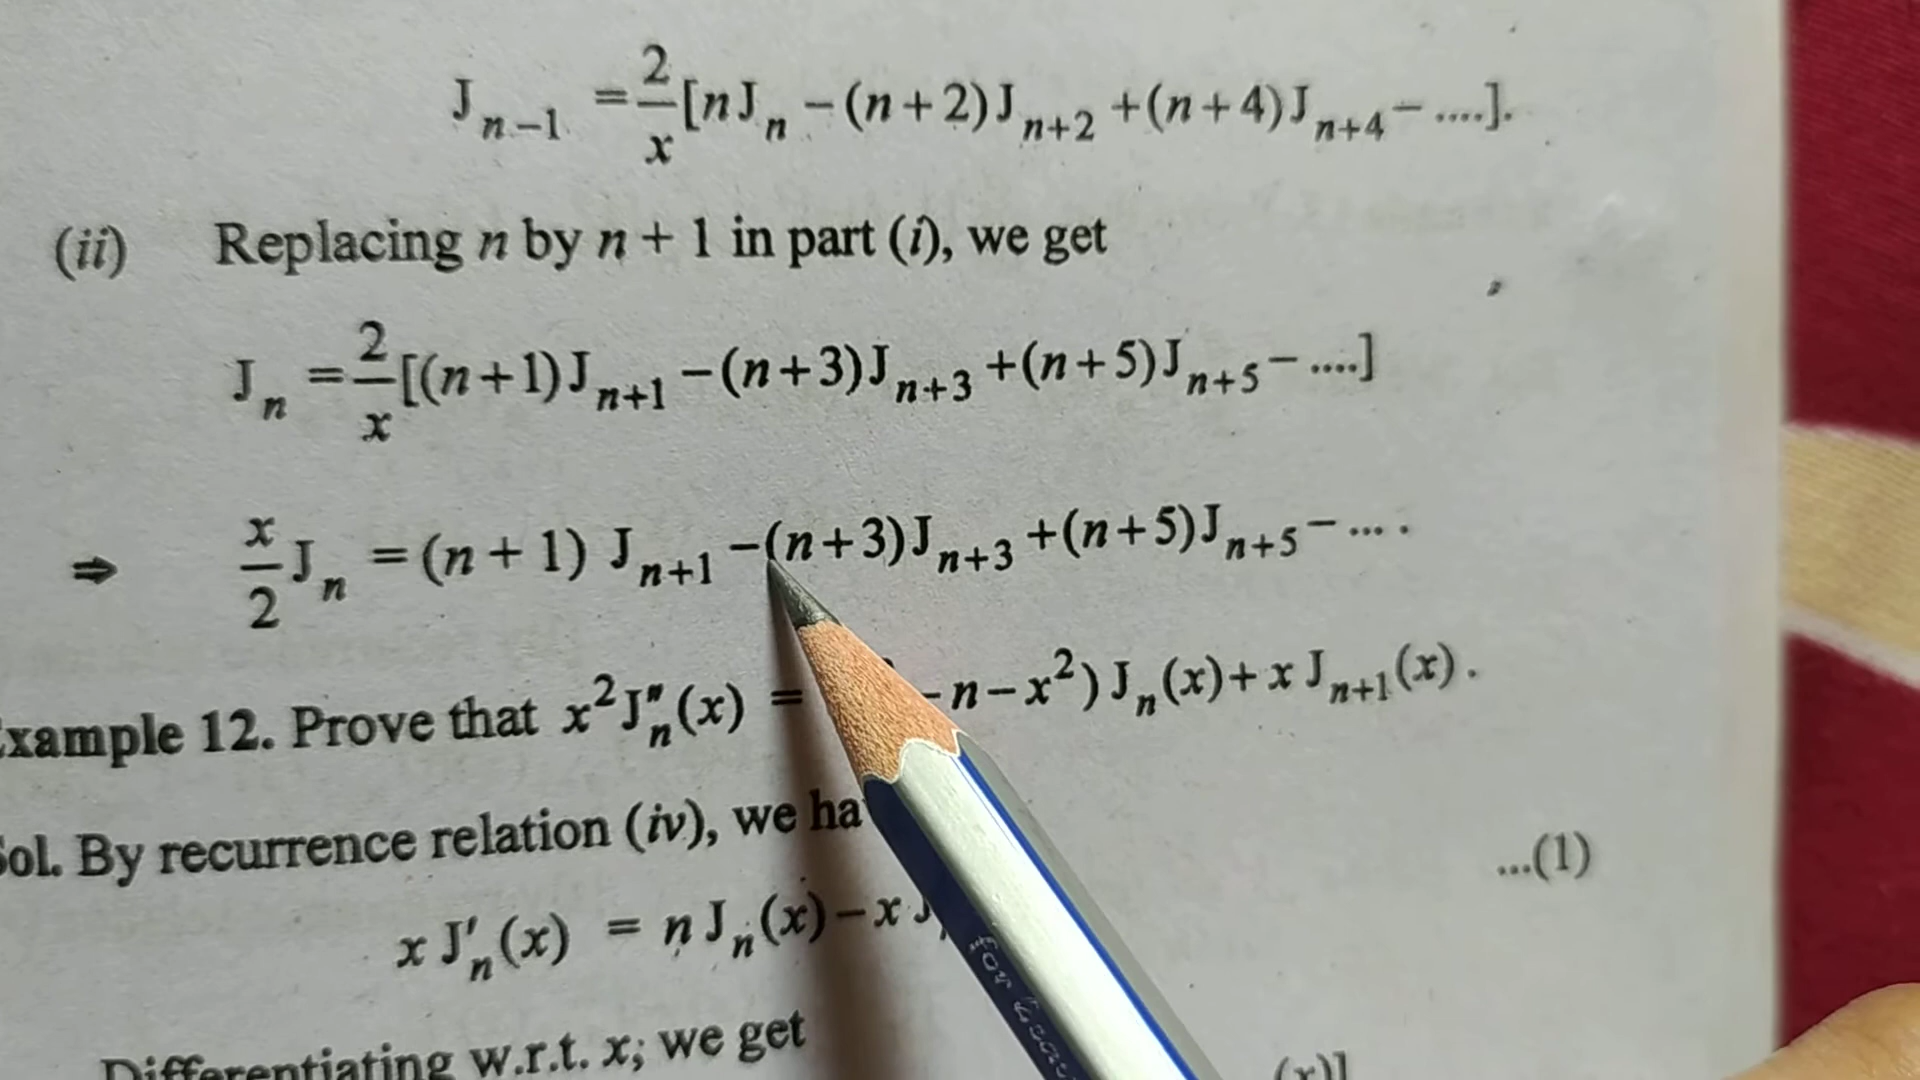 J_{n-1} = \frac{2}{x}[nJ_n - (n+2)J_{n+2} + (n+4)J_{n+4} - ....].
(ii) Replacing n by n + 1 in part (i), we get
J_n = \frac{2}{x}[(n+1)J_{n+1} - (n+3)J_{n+3} + (n+5)J_{n+5} - ....]
⇒ \frac{x}{2}J_n = (n+1) J_{n+1} - (n+3)J_{n+3} + (n+5)J_{n+5} - ... .
xample 12. Prove that x^2 J''_n(x) = - n - x^2) J_n(x) + x J_{n+1}(x).
ol. By recurrence relation (iv), we ha
...(1)
x J'_n(x) = n J_n(x) - x J
Differentiating w.r.t. x; we get
(x)]
for